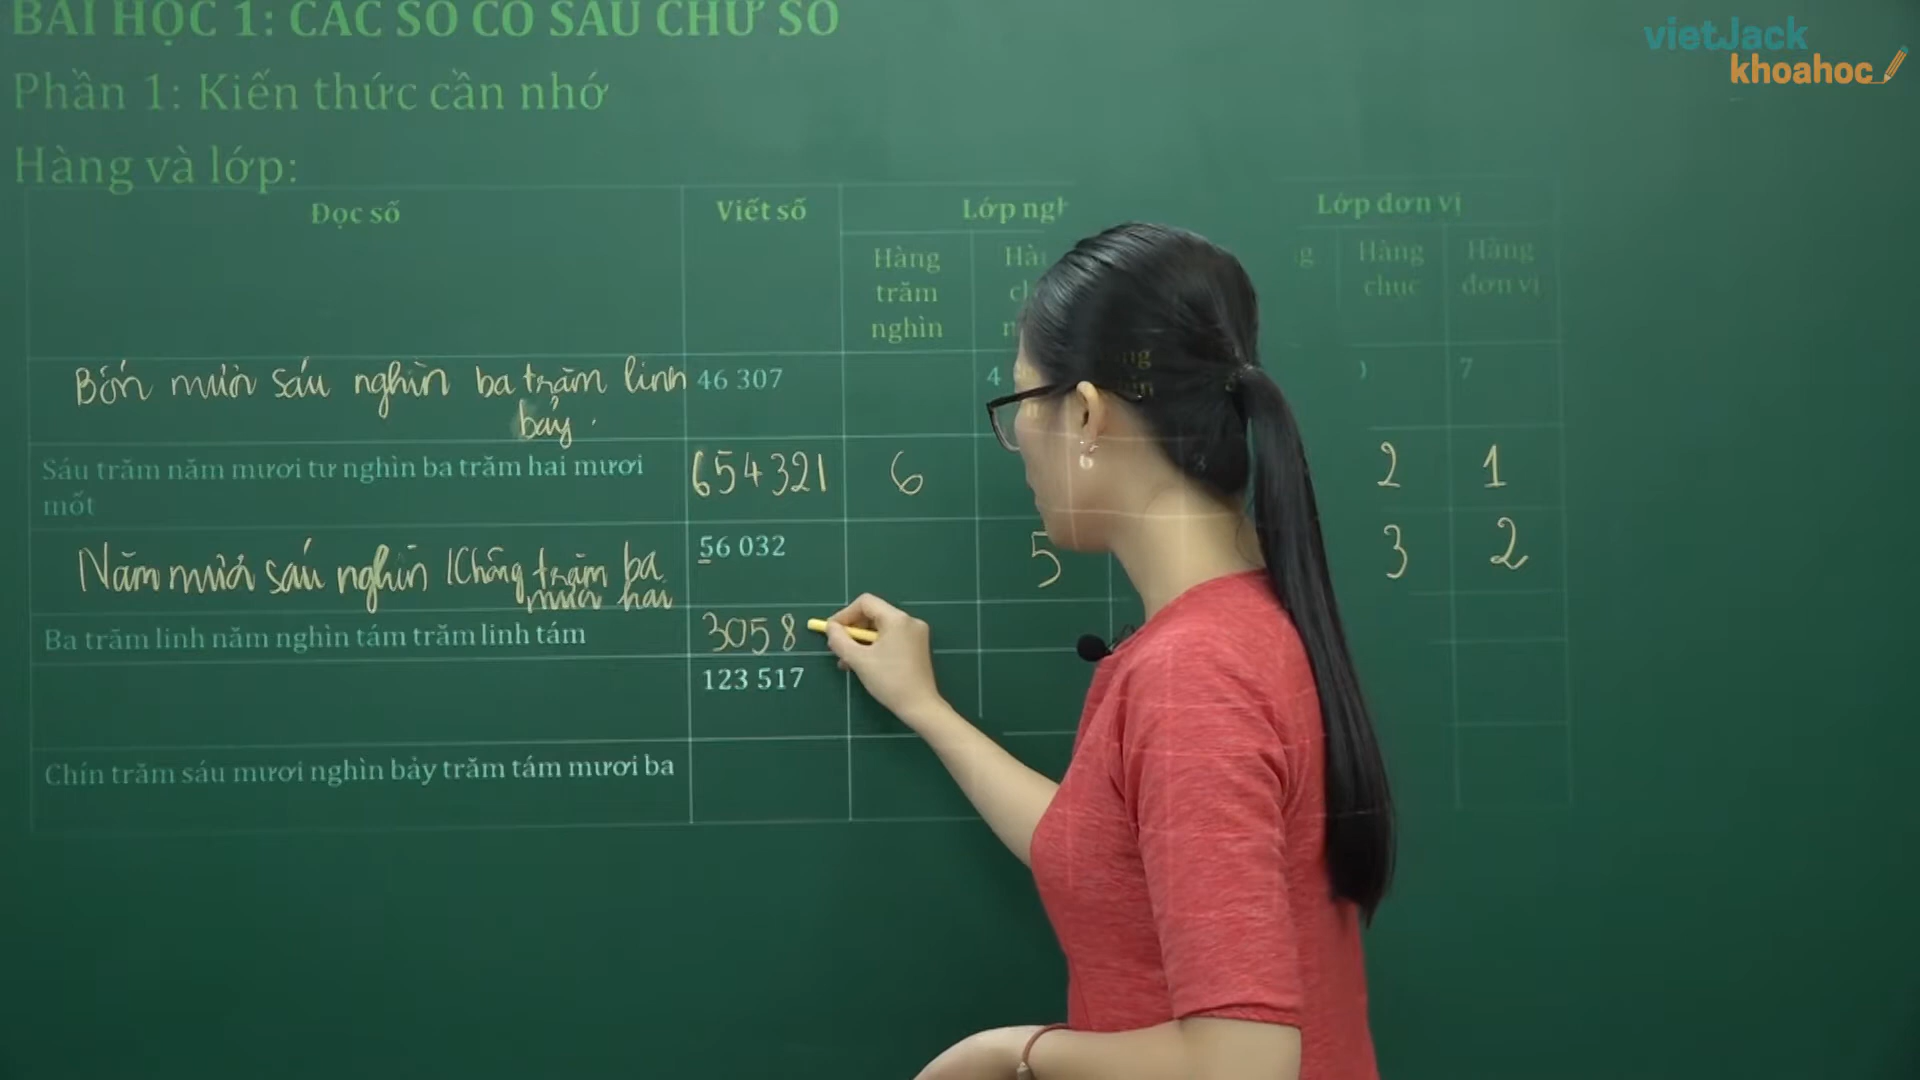 BÀI HỌC 1: CÁC SỐ CÓ SÁU CHỮ SỐ
vietJack
khoahoc
Phần 1: Kiến thức cần nhớ
Hàng và lớp:
Đọc số Viết số Lớp ngh Lớp đơn vị
Hàng trăm nghìn Hàng chục Hàng đơn vị
Bốn mươi sáu nghìn ba trăm linh 46 307 4 7
bảy.
Sáu trăm năm mươi tư nghìn ba trăm hai mươi 654321 6 2 1
mốt
Năm mươi sáu nghìn không trăm ba 56 032 5 3 2
mươi hai
Ba trăm linh năm nghìn tám trăm linh tám 3058
123 517
Chín trăm sáu mươi nghìn bảy trăm tám mươi ba